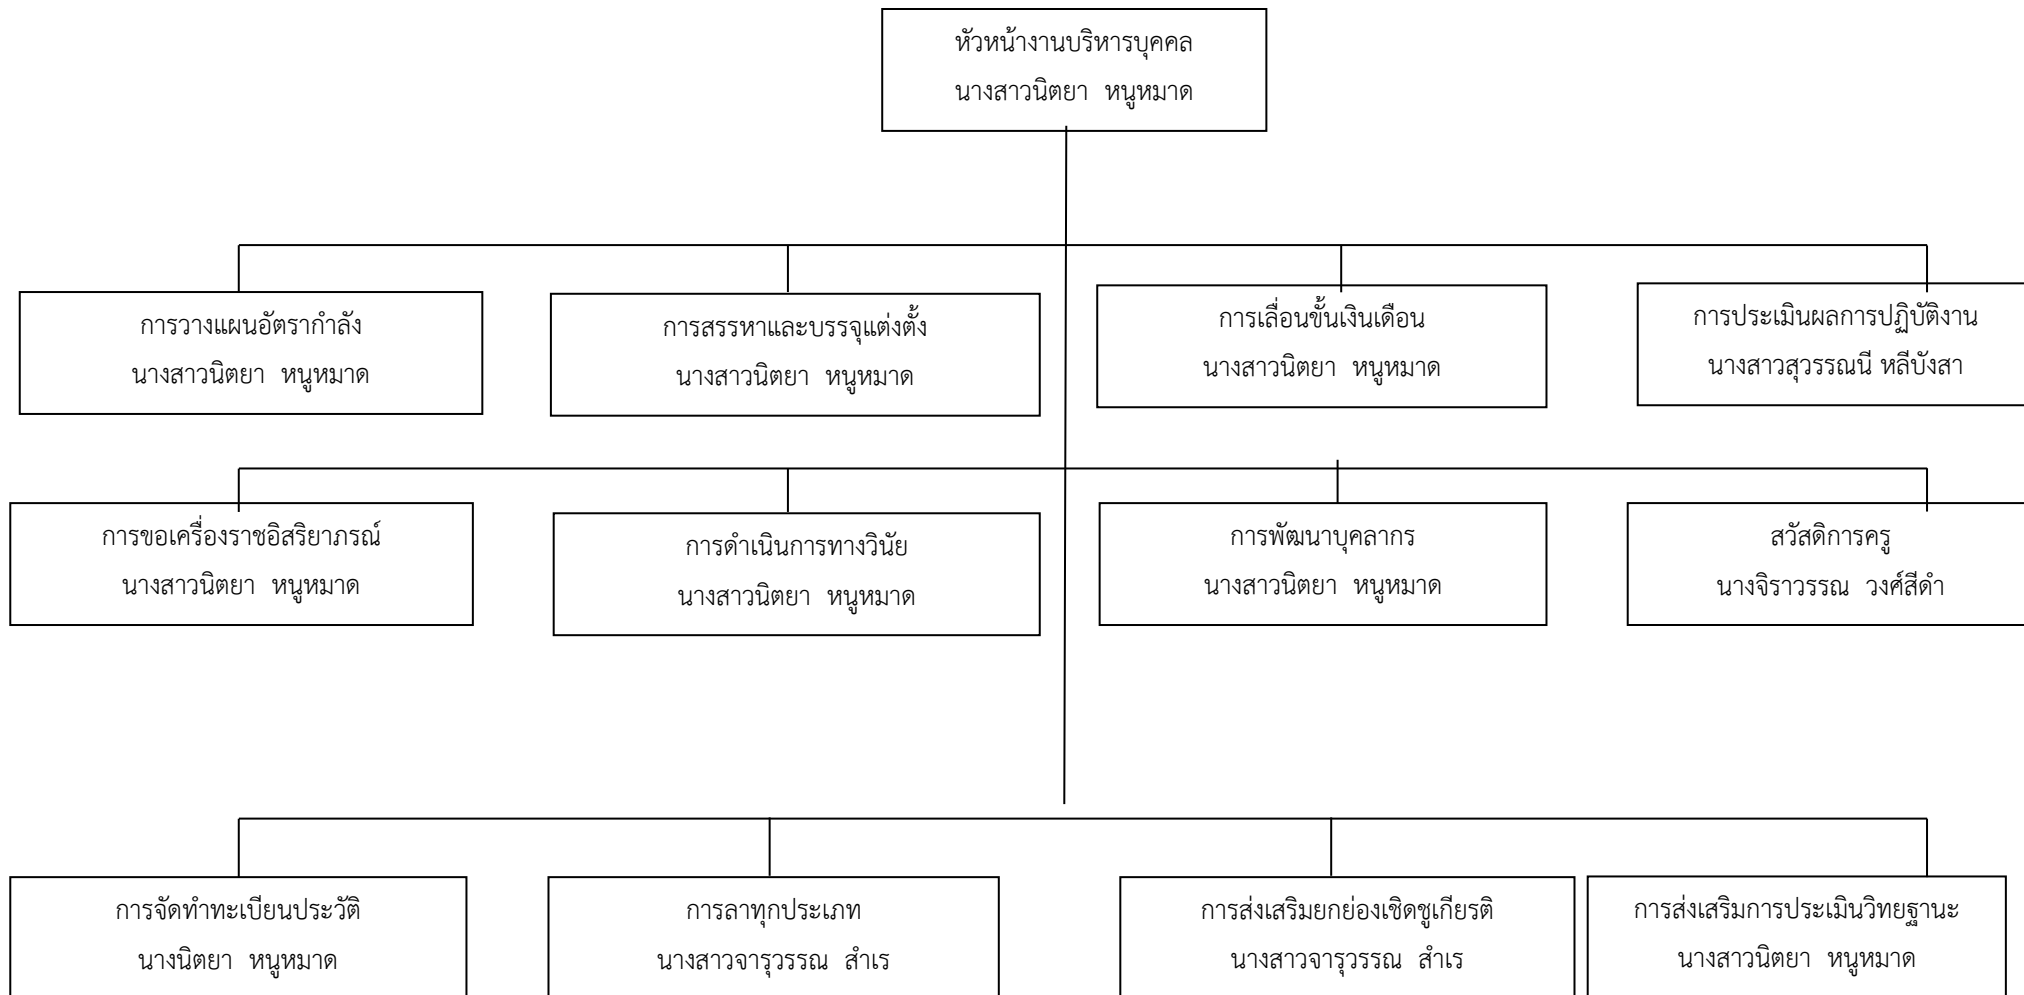 หัวหน้างานบริหารบุคคล
นางสาวนิตยา หนูหมาด
การวางแผนอัตรากำลัง
นางสาวนิตยา หนูหมาด
การสรรหาและบรรจุแต่งตั้ง
นางสาวนิตยา หนูหมาด
การเลื่อนขั้นเงินเดือน
นางสาวนิตยา หนูหมาด
การประเมินผลการปฏิบัติงาน
นางสาวสุวรรณนี หลีบังสา
การขอเครื่องราชอิสริยาภรณ์
นางสาวนิตยา หนูหมาด
การดำเนินการทางวินัย
นางสาวนิตยา หนูหมาด
การพัฒนาบุคลากร
นางสาวนิตยา หนูหมาด
สวัสดิการครู
นางจิราวรรณ วงศ์สีดำ
การจัดทำทะเบียนประวัติ
นางนิตยา หนูหมาด
การลาทุกประเภท
นางสาวจารุวรรณ สำเร
การส่งเสริมยกย่องเชิดชูเกียรติ
นางสาวจารุวรรณ สำเร
การส่งเสริมการประเมินวิทยฐานะ
นางสาวนิตยา หนูหมาด